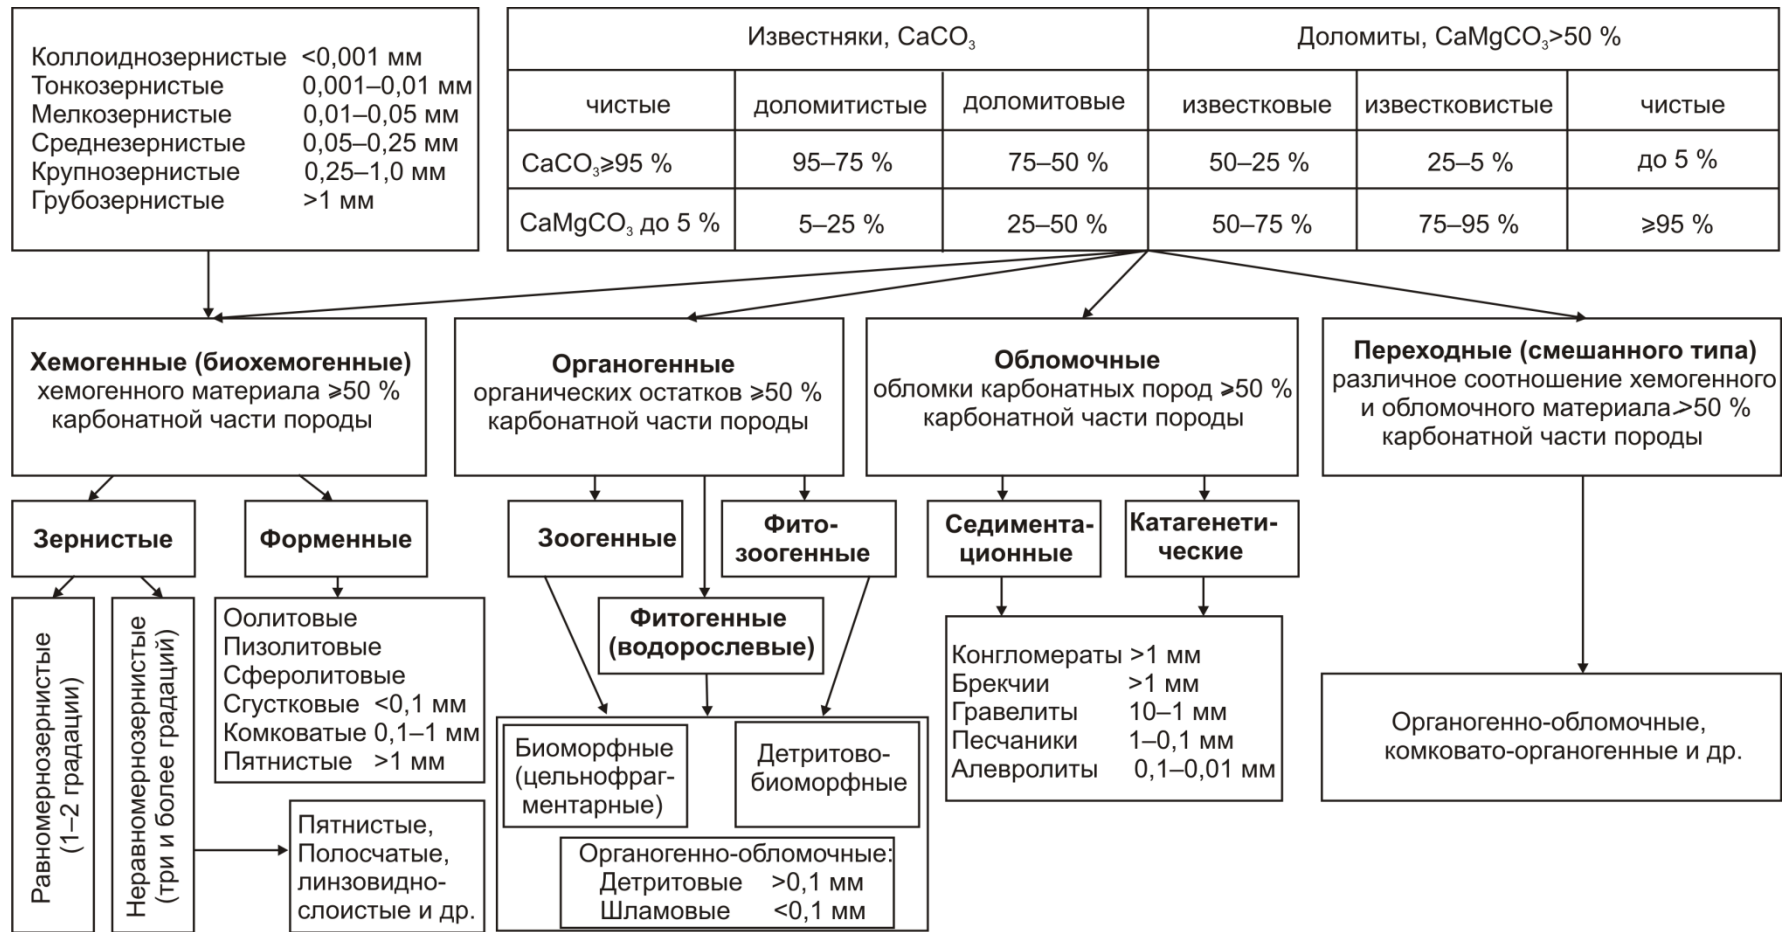 Коллоиднозернистые <0,001 мм
Тонкозернистые 0,001–0,01 мм
Мелкозернистые 0,01–0,05 мм
Среднезернистые 0,05–0,25 мм
Крупнозернистые 0,25–1,0 мм
Грубозернистые >1 мм
Известняки, CaCO₃ Доломиты, CaMgCO₃>50 %
чистые доломитистые доломитовые известковые известковистые чистые
CaCO₃⩾95 % 95–75 % 75–50 % 50–25 % 25–5 % до 5 %
CaMgCO₃ до 5 % 5–25 % 25–50 % 50–75 % 75–95 % ⩾95 %
Хемогенные (биохемогенные)
хемогенного материала ⩾50 %
карбонатной части породы
Органогенные
органических остатков ⩾50 %
карбонатной части породы
Обломочные
обломки карбонатных пород ⩾50 %
карбонатной части породы
Переходные (смешанного типа)
различное соотношение хемогенного
и обломочного материала >50 %
карбонатной части породы
Зернистые
Форменные
Зоогенные
Фито-
зоогенные
Седимента-
ционные
Катагенети-
ческие
Равномернозернистые
(1–2 градации)
Неравномернозернистые
(три и более градаций)
Оолитовые
Пизолитовые
Сферолитовые
Сгустковые <0,1 мм
Комковатые 0,1–1 мм
Пятнистые >1 мм
Пятнистые,
Полосчатые,
линзовидно-
слоистые и др.
Фитогенные
(водорослевые)
Биоморфные
(цельнофраг-
ментарные)
Детритово-
биоморфные
Органогенно-обломочные:
Детритовые >0,1 мм
Шламовые <0,1 мм
Конгломераты >1 мм
Брекчии >1 мм
Гравелиты 10–1 мм
Песчаники 1–0,1 мм
Алевролиты 0,1–0,01 мм
Органогенно-обломочные,
комковато-органогенные и др.